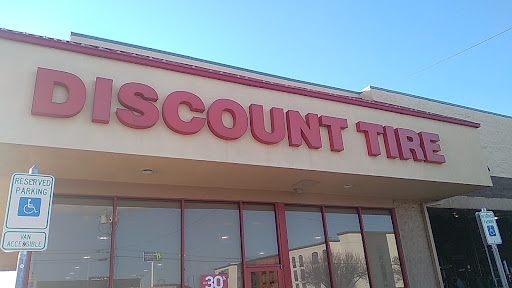 DISCOUNT TIRE
RESERVED
PARKING
VAN
ACCESSIBLE
30